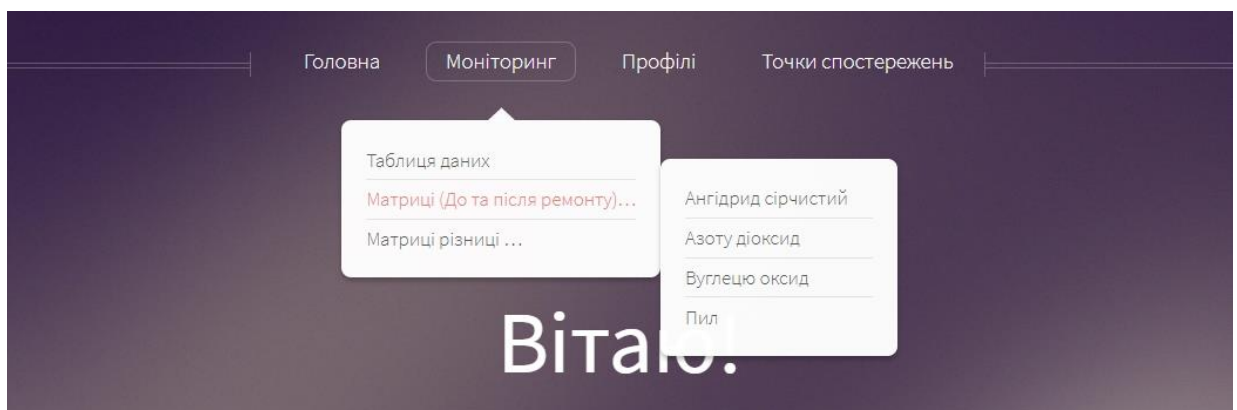 Головна Моніторинг Профілі Точки спостережень
Таблиця даних
Матриці (До та після ремонту)...
Матриці різниці ...
Ангідрид сірчистий
Азоту діоксид
Вуглецю оксид
Пил
Вітаю!